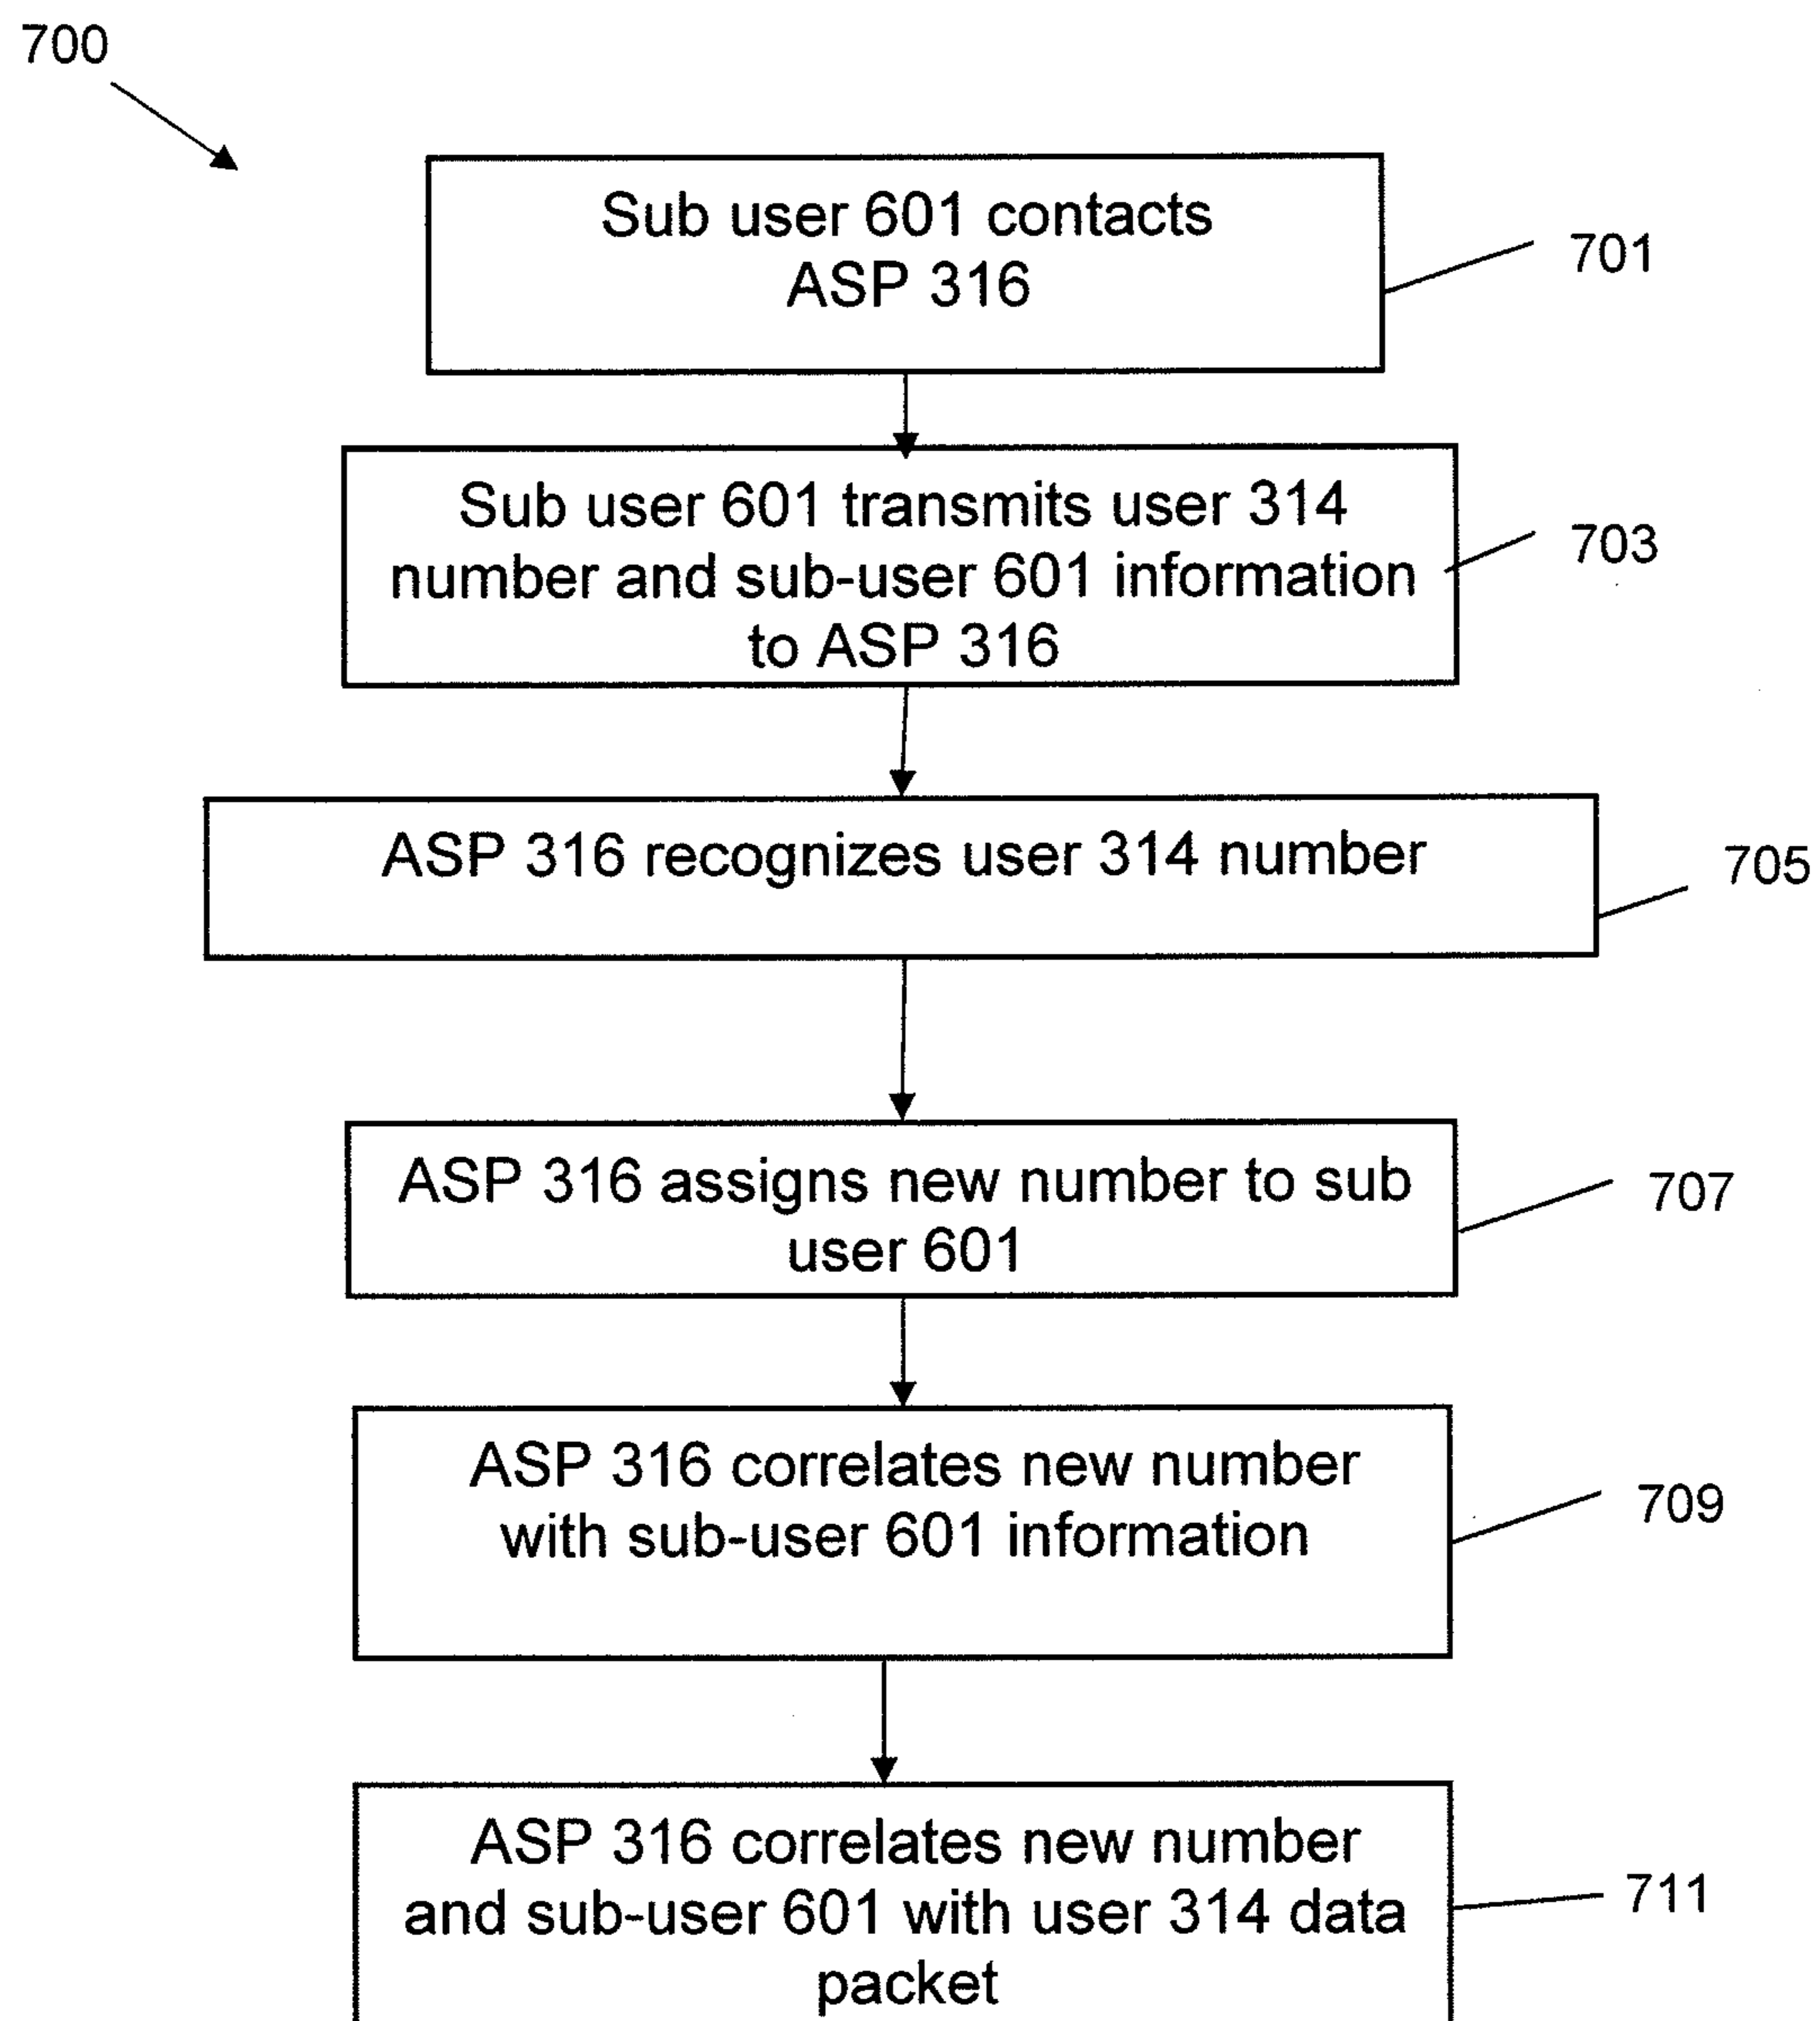 700
Sub user 601 contacts
ASP 316
701
Sub user 601 transmits user 314
number and sub-user 601 information
to ASP 316
703
ASP 316 recognizes user 314 number
705
ASP 316 assigns new number to sub
user 601
707
ASP 316 correlates new number
with sub-user 601 information
709
ASP 316 correlates new number
and sub-user 601 with user 314 data
packet
711